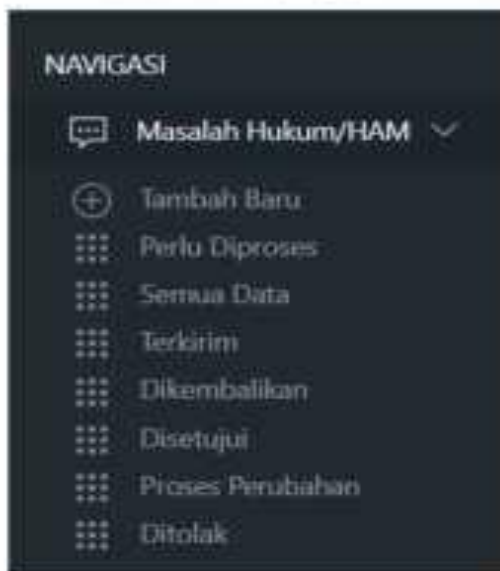 NAVIGASI
Masalah Hukum/HAM
Tambah Baru
Perlu Diproses
Semua Data
Terkirim
Dikembalikan
Disetujui
Proses Perubahan
Ditolak